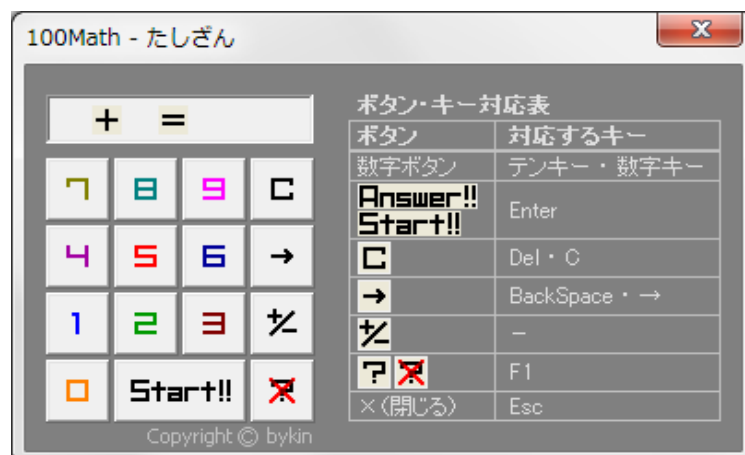 100Math - たしざん
+ =
7 8 9 C
4 5 6 →
1 2 3 +/-
0 Start!! ?
Copyright © bykin
ボタン・キー対応表
ボタン 対応するキー
数字ボタン テンキー・数字キー
Answer!!
Start!! Enter
C Del・C
→ BackSpace・→
+/- −
? ? F1
×(閉じる) Esc